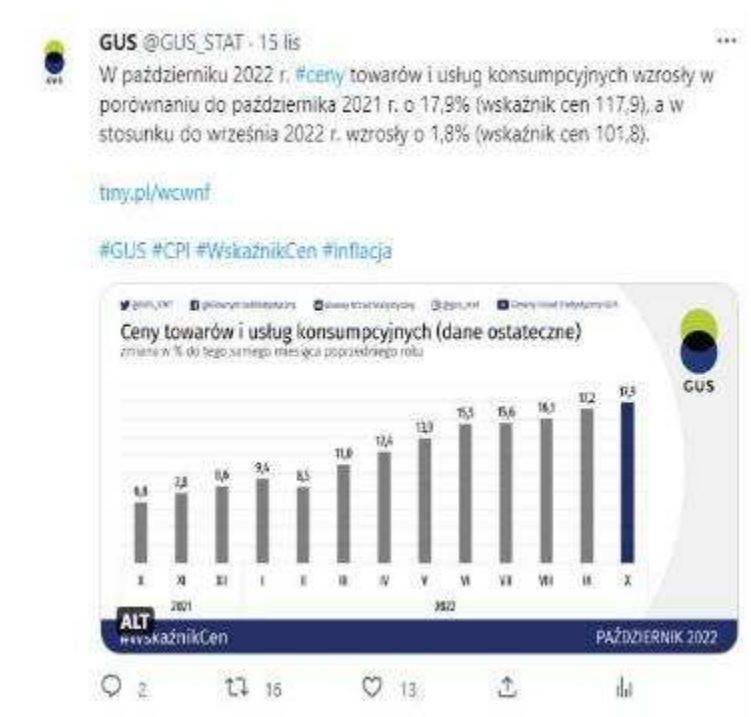 GUS @GUS_STAT · 15 lis
W październiku 2022 r. #ceny towarów i usług konsumpcyjnych wzrosły w
porównaniu do października 2021 r. o 17,9% (wskaźnik cen 117,9), a w
stosunku do września 2022 r. wzrosły o 1,8% (wskaźnik cen 101,8).
tiny.pl/wcwnf
#GUS #CPI #WskaźnikCen #inflacja
@GUS_STAT
Ceny towarów i usług konsumpcyjnych (dane ostateczne)
zmiana w % do tego samego miesiąca poprzedniego roku
GUS
6,8 7,8 8,6 9,4 8,5 11,0 12,4 13,9 15,5 15,6 16,1 17,2 17,9
X XI XII I II III IV V VI VII VIII IX X
2021 2022
ALT
#WskaźnikCen PAŹDZIERNIK 2022
2 16 13